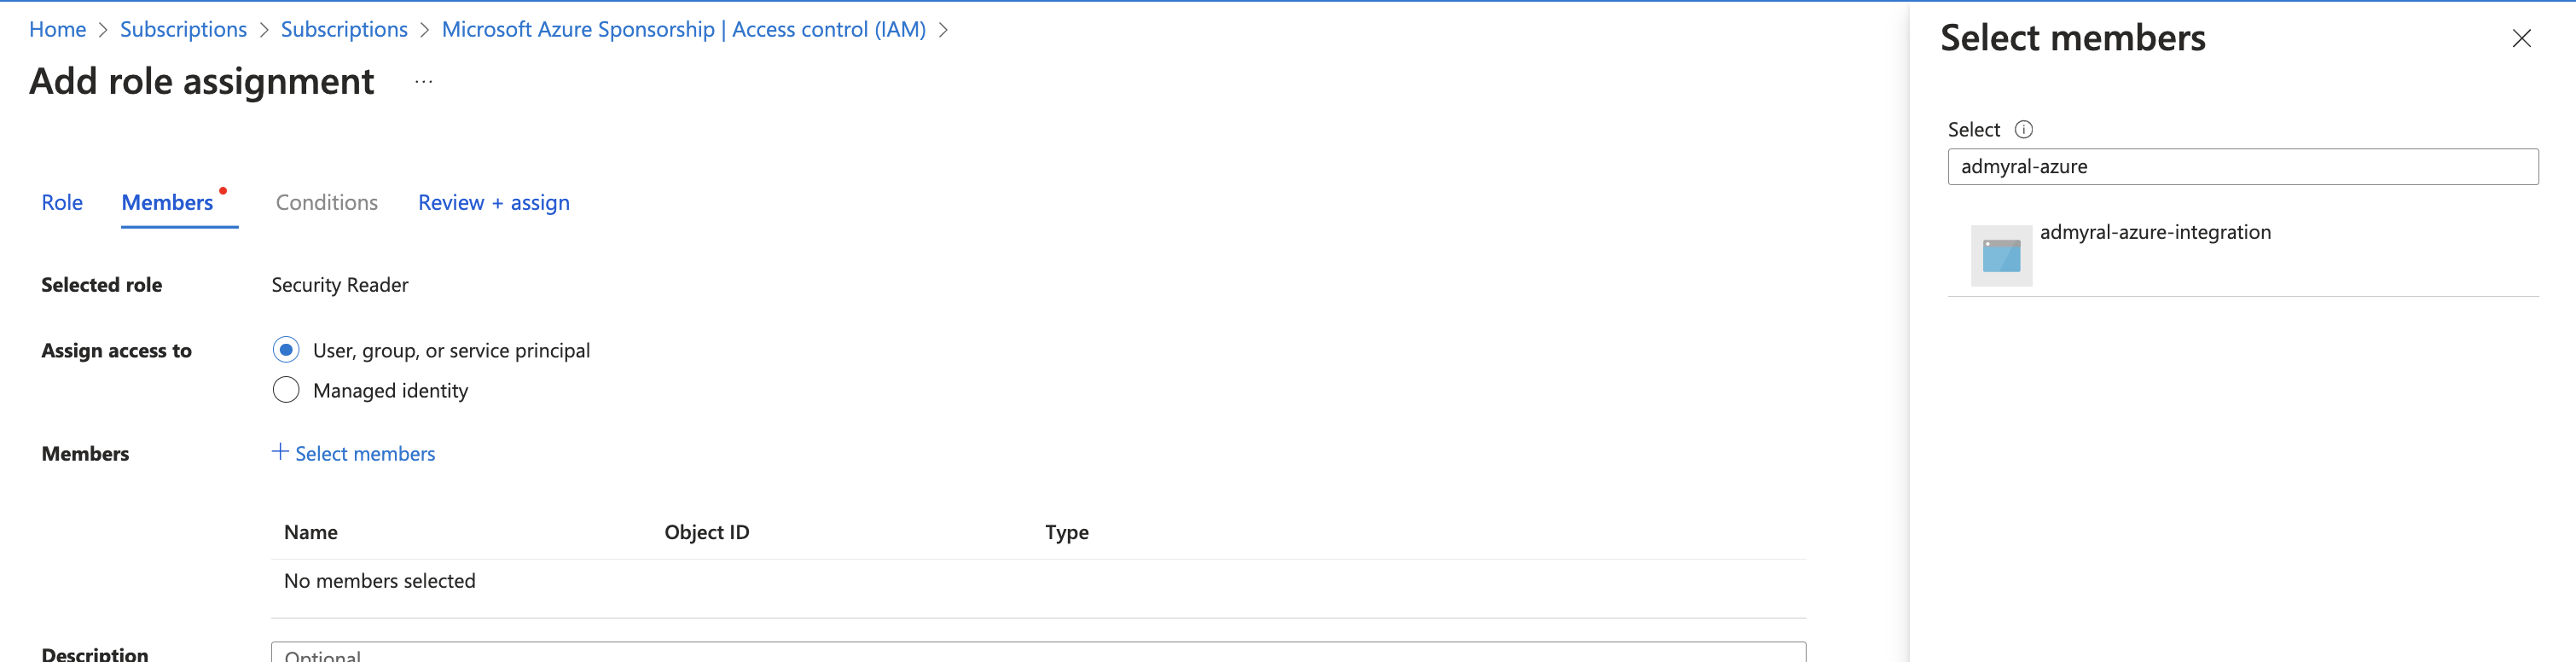 Home > Subscriptions > Subscriptions > Microsoft Azure Sponsorship | Access control (IAM) >
Add role assignment ...
Role Members Conditions Review + assign
Selected role Security Reader
Assign access to User, group, or service principal
Managed identity
Members + Select members
Name Object ID Type
No members selected
Description Optional
Select members
Select
admyral-azure
admyral-azure-integration